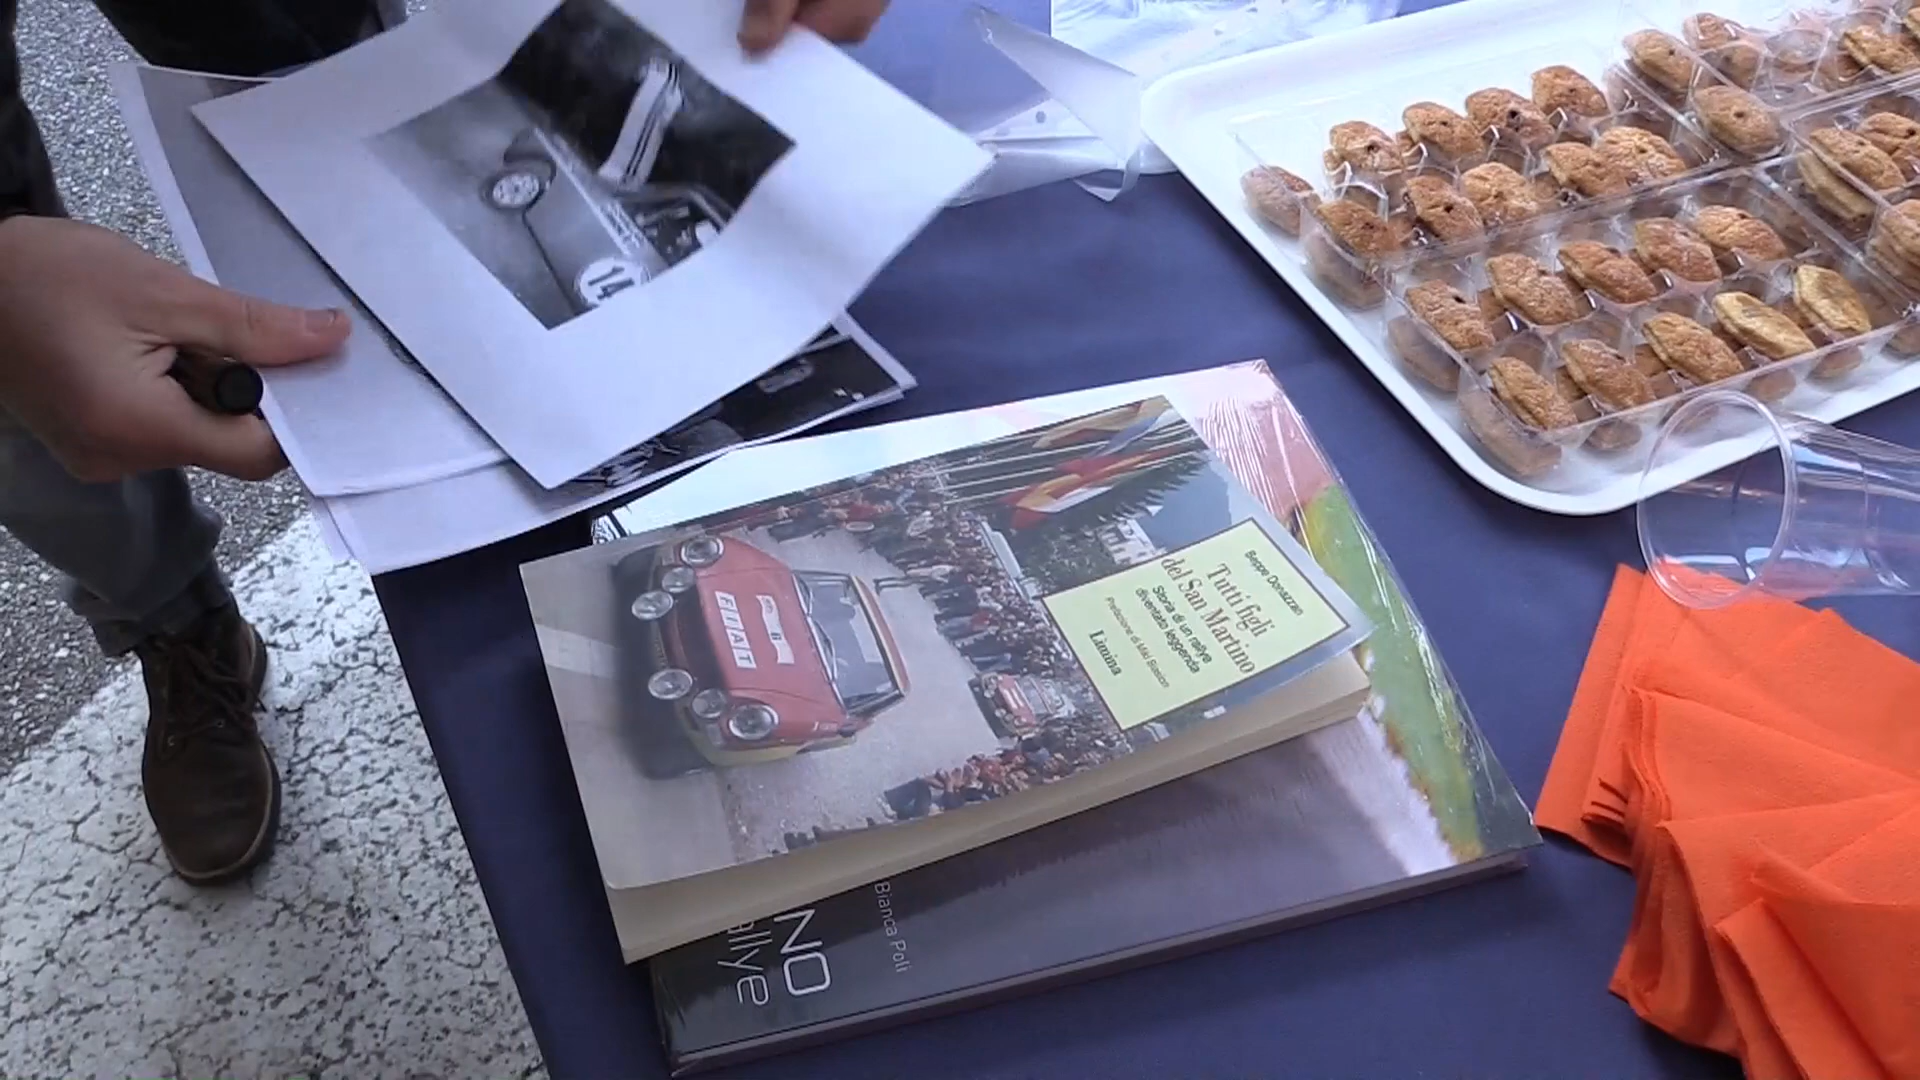 14
Beppe Donazzan
Tutti figli
del San Martino
Storia di un rallye
diventato leggenda
Prefazione di Miki Biasion
Limina
FIAT
Bianca Poli
NO
allye